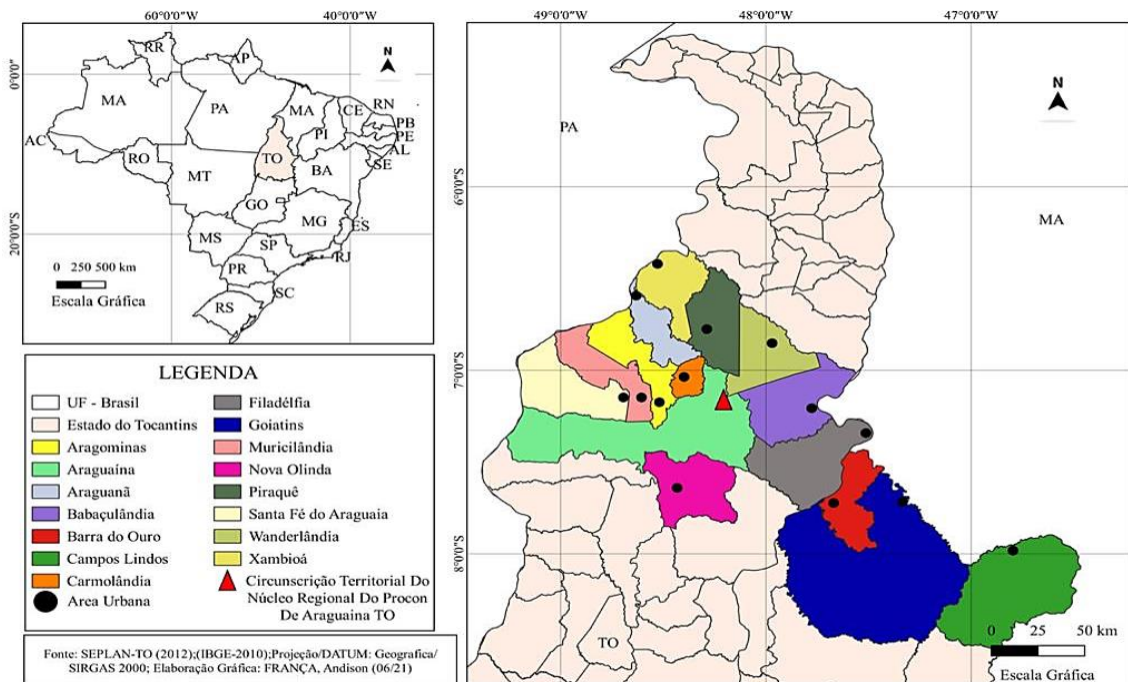 60°0'0"W
40°0'0"W
0°0'0"
20°0'0"S
N
RR
AP
MA
PA
MA
CE
RN
PB
PE
AL
SE
PI
AC
RO
TO
BA
MT
GO
MG
ES
MS
SP
RJ
PR
SC
RS
0 250 500 km
Escala Gráfica
LEGENDA
UF - Brasil
Estado do Tocantins
Aragominas
Araguaína
Araguanã
Babaçulândia
Barra do Ouro
Campos Lindos
Carmolândia
Area Urbana
Filadélfia
Goiatins
Muricilândia
Nova Olinda
Piraquê
Santa Fé do Araguaia
Wanderlândia
Xambioá
Circunscrição Territorial Do
Núcleo Regional Do Procon
De Araguaina TO
Fonte: SEPLAN-TO (2012);(IBGE-2010);Projeção/DATUM: Geografica/
SIRGAS 2000; Elaboração Gráfica: FRANÇA, Andison (06/21)
49°0'0"W
48°0'0"W
47°0'0"W
6°0'0"S
7°0'0"S
8°0'0"S
PA
MA
TO
N
0 25 50 km
Escala Gráfica